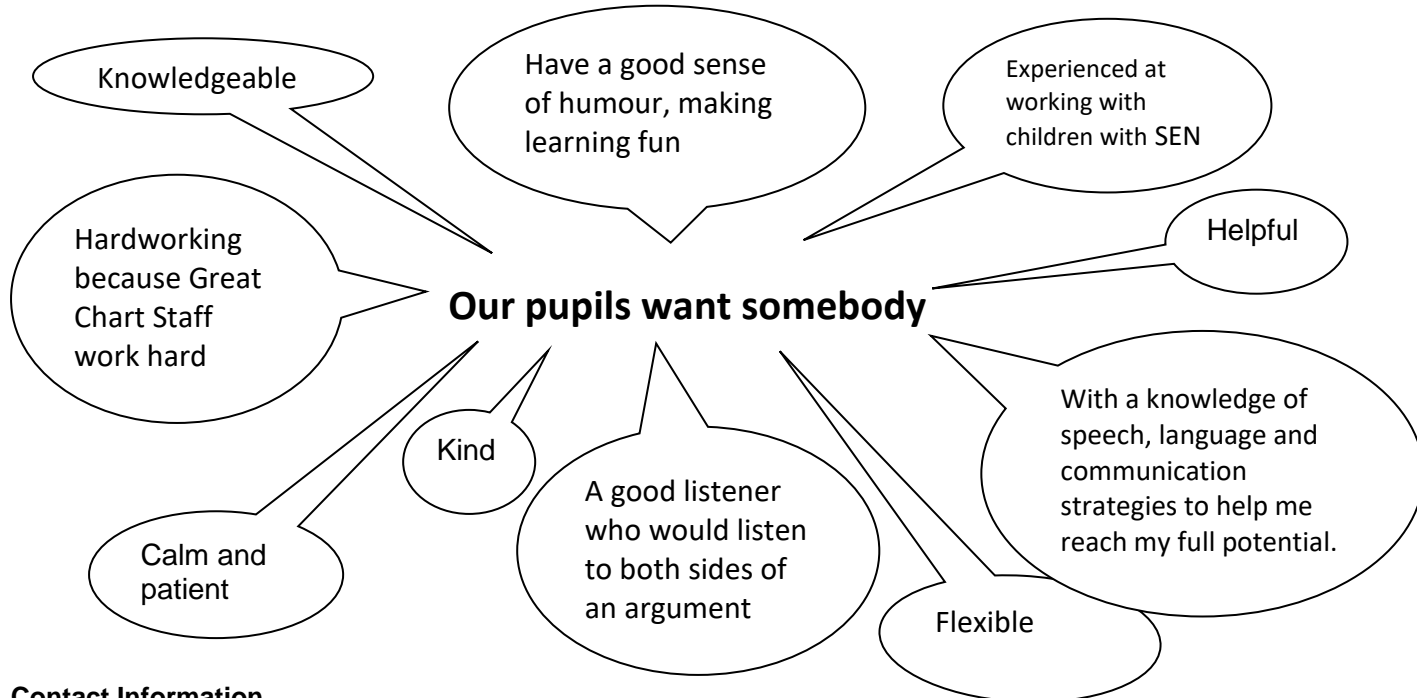 Knowledgeable
Have a good sense
of humour, making
learning fun
Experienced at
working with
children with SEN
Hardworking
because Great
Chart Staff
work hard
Helpful
Our pupils want somebody
Kind
With a knowledge of
speech, language and
communication
strategies to help me
reach my full potential.
Calm and
patient
A good listener
who would listen
to both sides of
an argument
Flexible
Contact Information